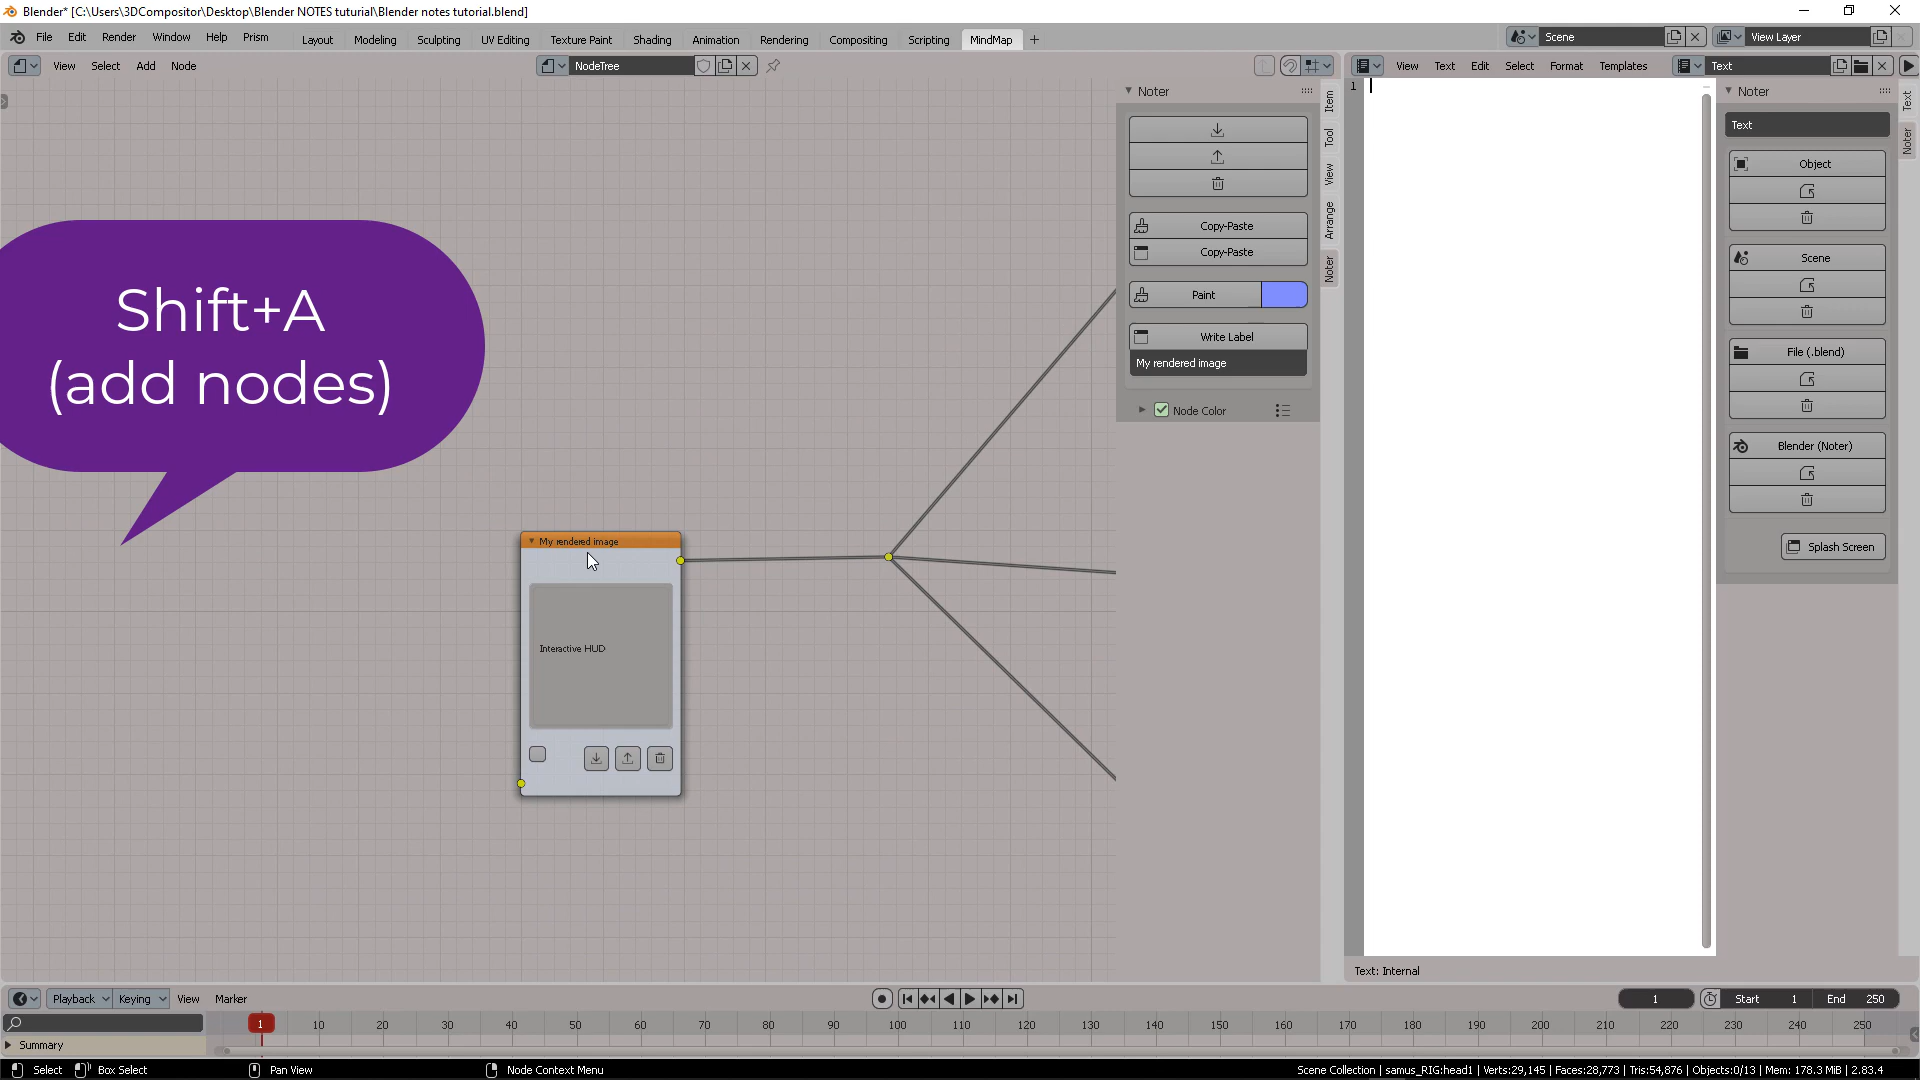 Blender* [C:\Users\3DCompositor\Desktop\Blender NOTES tuturial\Blender notes tutorial.blend]
File Edit Render Window Help Prism Layout Modeling Sculpting UV Editing Texture Paint Shading Animation Rendering Compositing Scripting MindMap + Scene View Layer
View Select Add Node NodeTree View Text Edit Select Format Templates Text
Noter
Item
Tool
View
Arrange
Noter
Copy-Paste
Copy-Paste
Paint
Write Label
My rendered image
Node Color
1
Noter
Text
Noter
Text
Object
Scene
File (.blend)
Blender (Noter)
Splash Screen
Shift+A
(add nodes)
My rendered image
Interactive HUD
Text: Internal
Playback Keying View Marker 1 Start 1 End 250
1 10 20 30 40 50 60 70 80 90 100 110 120 130 140 150 160 170 180 190 200 210 220 230 240 250
Summary
Select Box Select Pan View Node Context Menu Scene Collection | samus_RIG:head1 | Verts:29,145 | Faces:28,773 | Tris:54,876 | Objects:0/13 | Mem: 178.3 MiB | 2.83.4